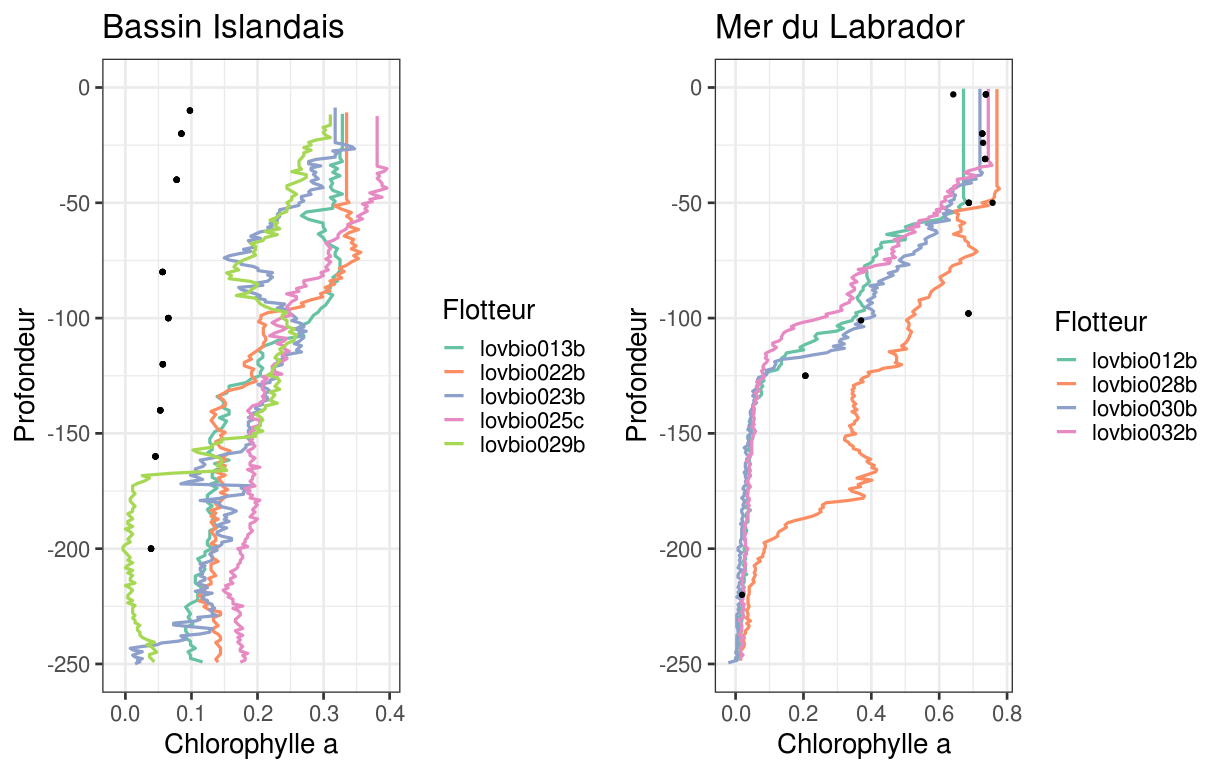 Bassin Islandais
0
-50
-100
-150
-200
-250
Profondeur
0.0 0.1 0.2 0.3 0.4
Chlorophylle a
Flotteur
lovbio013b
lovbio022b
lovbio023b
lovbio025c
lovbio029b
Mer du Labrador
0
-50
-100
-150
-200
-250
Profondeur
0.0 0.2 0.4 0.6 0.8
Chlorophylle a
Flotteur
lovbio012b
lovbio028b
lovbio030b
lovbio032b